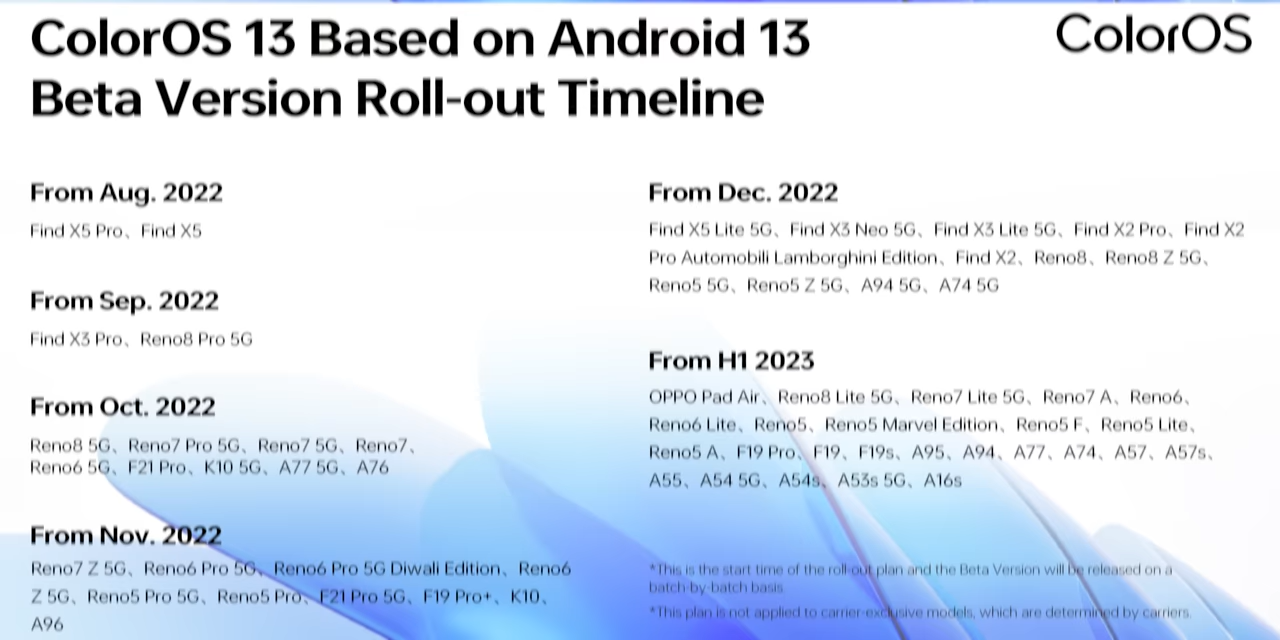 ColorOS 13 Based on Android 13
Beta Version Roll-out Timeline
ColorOS
From Aug. 2022
Find X5 Pro、Find X5
From Sep. 2022
Find X3 Pro、Reno8 Pro 5G
From Oct. 2022
Reno8 5G、Reno7 Pro 5G、Reno7 5G、Reno7、
Reno6 5G、F21 Pro、K10 5G、A77 5G、A76
From Nov. 2022
Reno7 Z 5G、Reno6 Pro 5G、Reno6 Pro 5G Diwali Edition、Reno6
Z 5G、Reno5 Pro 5G、Reno5 Pro、F21 Pro 5G、F19 Pro+、K10、
A96
From Dec. 2022
Find X5 Lite 5G、Find X3 Neo 5G、Find X3 Lite 5G、Find X2 Pro、Find X2
Pro Automobili Lamborghini Edition、Find X2、Reno8、Reno8 Z 5G、
Reno5 5G、Reno5 Z 5G、A94 5G、A74 5G
From H1 2023
OPPO Pad Air、Reno8 Lite 5G、Reno7 Lite 5G、Reno7 A、Reno6、
Reno6 Lite、Reno5、Reno5 Marvel Edition、Reno5 F、Reno5 Lite、
Reno5 A、F19 Pro、F19、F19s、A95、A94、A77、A74、A57、A57s、
A55、A54 5G、A54s、A53s 5G、A16s
*This is the start time of the roll-out plan and the Beta Version will be released on a
batch-by-batch basis.
*This plan is not applied to carrier-exclusive models, which are determined by carriers.